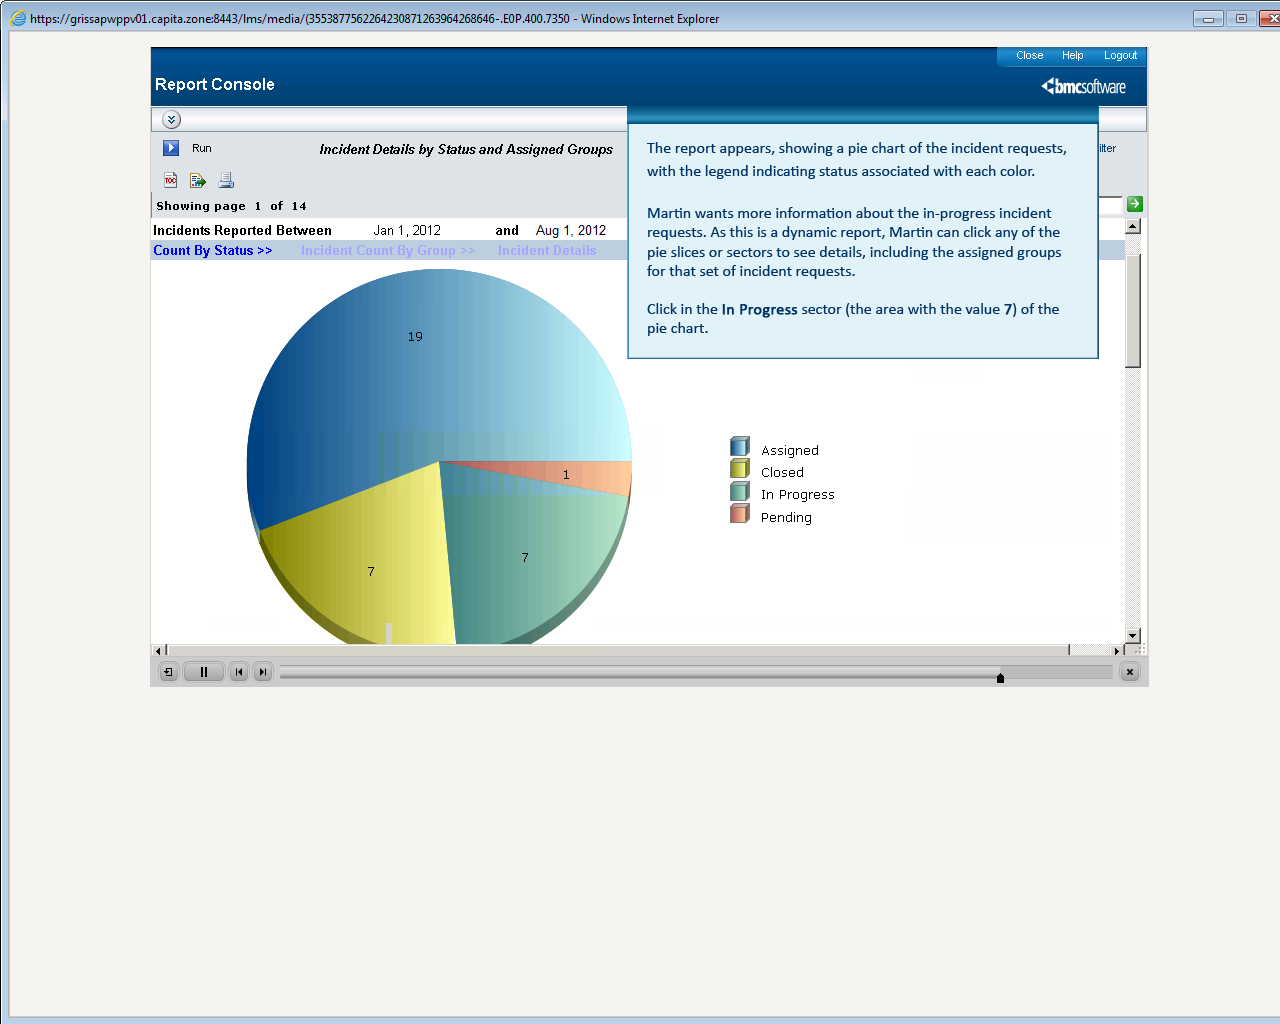 https://grissapwppv01.capita.zone:8443/lms/media/(3553877562264230871263964268646-.E0P.400.7350 - Windows Internet Explorer
Close Help Logout
Report Console
bmcsoftware
Run
Incident Details by Status and Assigned Groups
ilter
TOC
Showing page 1 of 14
Incidents Reported Between Jan 1, 2012 and Aug 1, 2012
Count By Status >> Incident Count By Group >> Incident Details
The report appears, showing a pie chart of the incident requests,
with the legend indicating status associated with each color.
Martin wants more information about the in-progress incident
requests. As this is a dynamic report, Martin can click any of the
pie slices or sectors to see details, including the assigned groups
for that set of incident requests.
Click in the In Progress sector (the area with the value 7) of the
pie chart.
19
1
7
7
Assigned
Closed
In Progress
Pending